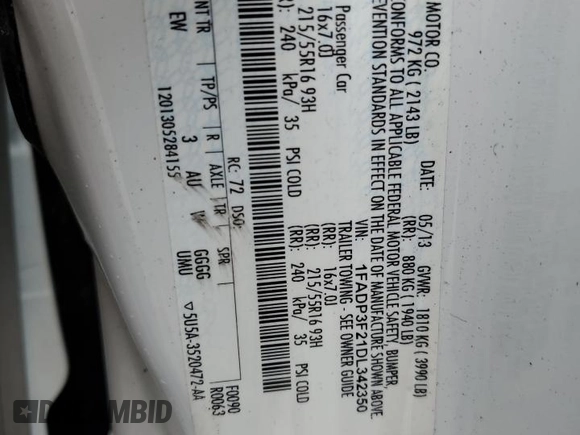 MOTOR CO.
DATE: 05/13 GVWR: 1810 KG ( 3990 LB)
972 KG ( 2143 LB) (RR): 880 KG ( 1940 LB)
CONFORMS TO ALL APPLICABLE FEDERAL MOTOR VEHICLE SAFETY, BUMPER,
EVENTION STANDARDS IN EFFECT ON THE DATE OF MANUFACTURE SHOWN ABOVE.
VIN: 1FADP3F21DL342350
Passenger Car TRAILER TOWING - SEE OWNER GUIDE
16x7.0J (RR): 16x7.0J
215/55R16 93H (RR): 215/55R16 93H
240 kPa/ 35 PSI COLD (RR): 240 kPa/ 35 PSI COLD
RC: 72 DSO: F0090
R0063
INT TR TP/PS R AXLE TR SPR
EW 3 AU GGGG
UMU
1201305284155
▽5U5A-3520472-AA